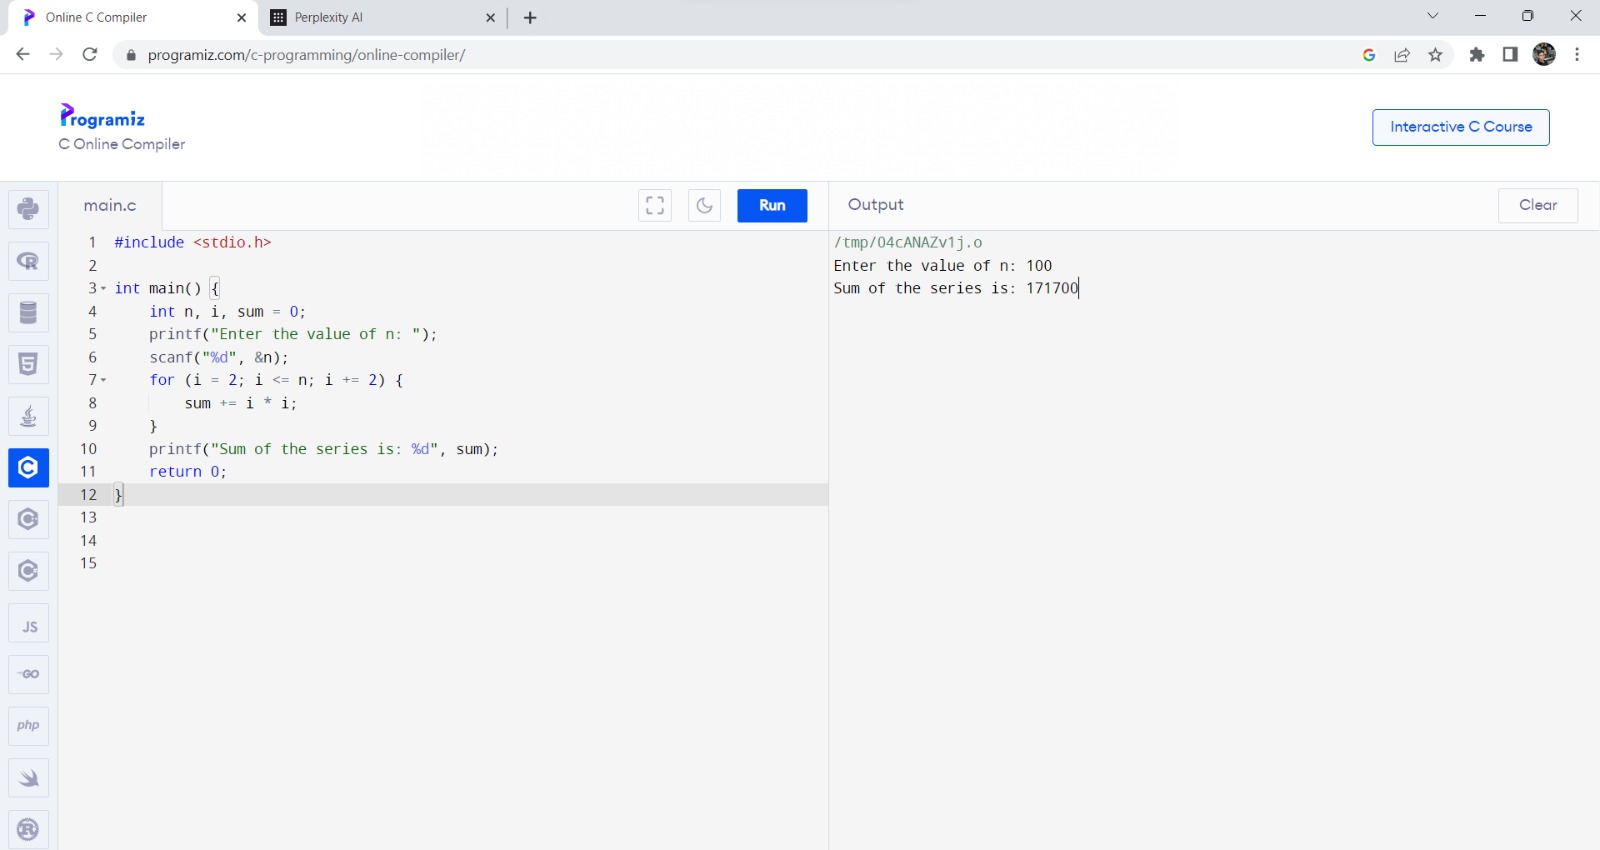 Online C Compiler
Perplexity AI
programiz.com/c-programming/online-compiler/
Programiz
C Online Compiler
Interactive C Course
main.c
Run
Output
Clear
1 #include <stdio.h>
2
3 int main() {
4 int n, i, sum = 0;
5 printf("Enter the value of n: ");
6 scanf("%d", &n);
7 for (i = 2; i <= n; i += 2) {
8 sum += i * i;
9 }
10 printf("Sum of the series is: %d", sum);
11 return 0;
12 }
13
14
15
/tmp/O4cANAZv1j.o
Enter the value of n: 100
Sum of the series is: 171700
R
5
C
C
C
JS
GO
php
R